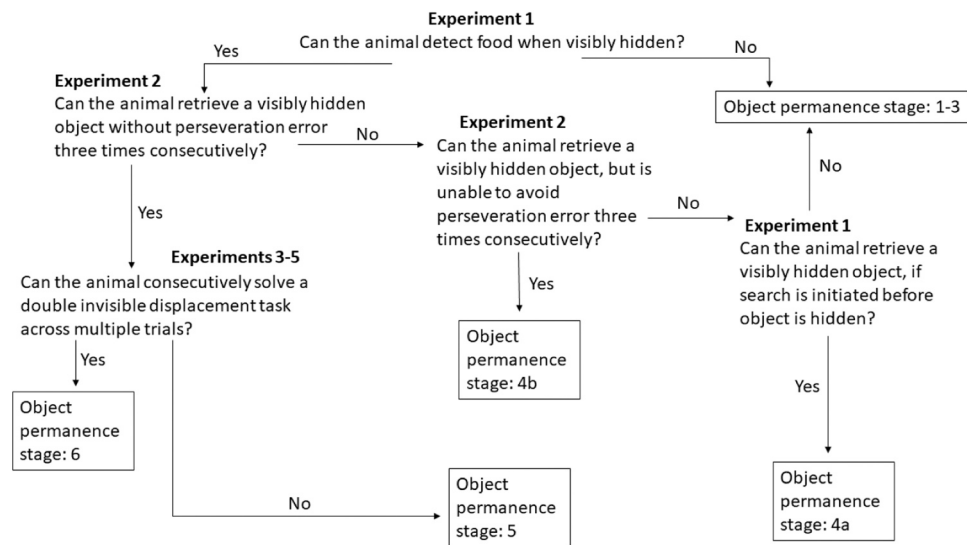 Experiment 1
Can the animal detect food when visibly hidden?
Yes
No
Experiment 2
Can the animal retrieve a visibly hidden
object without perseveration error
three times consecutively?
Object permanence stage: 1-3
No
Experiment 2
Can the animal retrieve a
visibly hidden object, but is
unable to avoid
perseveration error three
times consecutively?
No
No
Yes
Experiment 1
Can the animal retrieve a
visibly hidden object, if
search is initiated before
object is hidden?
Experiments 3-5
Can the animal consecutively solve a
double invisible displacement task
across multiple trials?
Yes
Object
permanence
stage: 4b
Yes
Object
permanence
stage: 6
Yes
Object
permanence
stage: 4a
No
Object
permanence
stage: 5